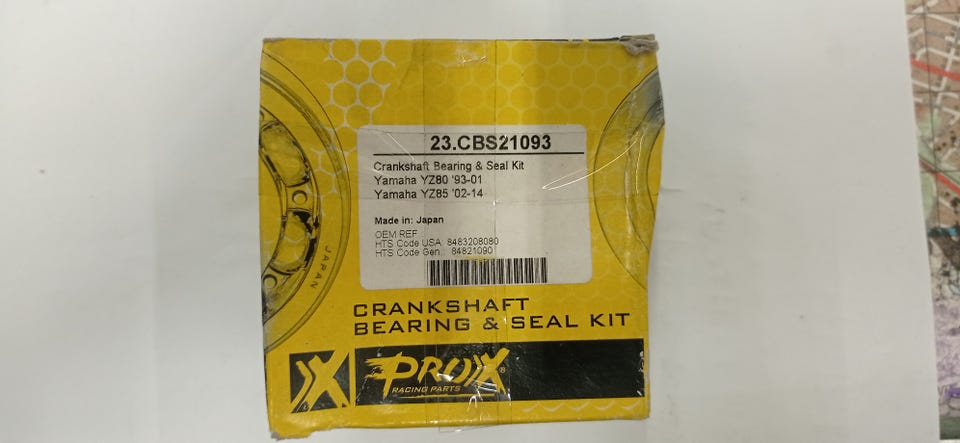 23.CBS21093
Crankshaft Bearing & Seal Kit
Yamaha YZ80 '93-01
Yamaha YZ85 '02-14
Made in: Japan
OEM REF :
HTS Code USA: 8483208080
HTS Code Gen.: 84821090
JAPAN
CRANKSHAFT
BEARING & SEAL KIT
PROX®
RACING PARTS